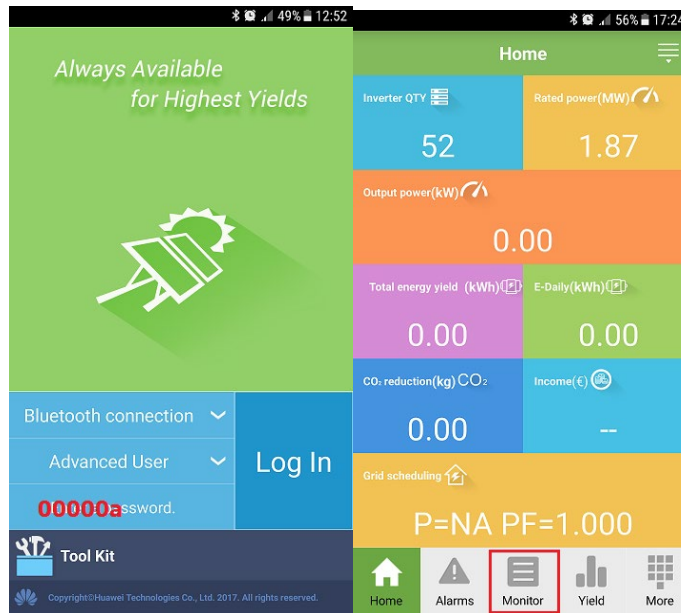 49% 12:52
Always Available
for Highest Yields
Bluetooth connection
Advanced User
Log In
00000a
ssword.
Tool Kit
Copyright©Huawei Technologies Co., Ltd. 2017. All rights reserved.
56% 17:24
Home
Inverter QTY
Rated power(MW)
52
1.87
Output power(kW)
0.00
Total energy yield (kWh)
E-Daily(kWh)
0.00
0.00
CO₂ reduction(kg) CO₂
Income(€)
0.00
--
Grid scheduling
P=NA PF=1.000
Home Alarms Monitor Yield More